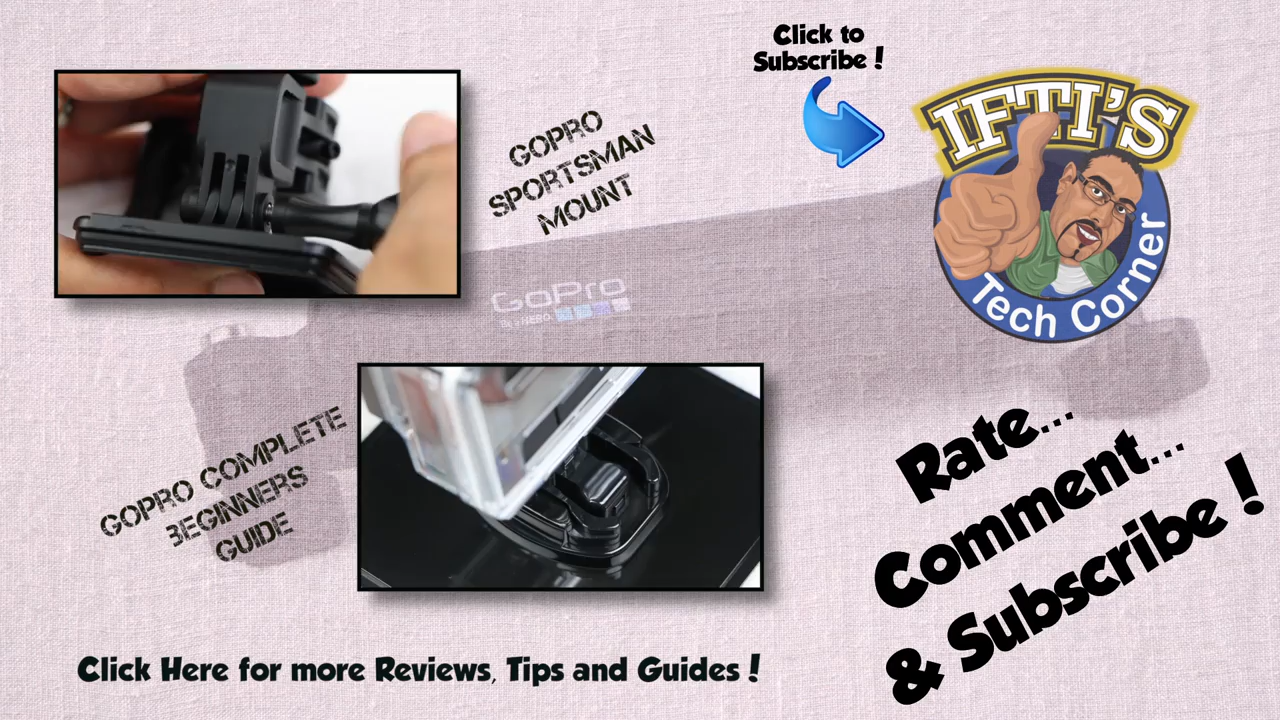 Click to
Subscribe !
IFTI'S
Tech Corner
GOPRO
SPORTSMAN
MOUNT
GoPro
GOPRO COMPLETE
BEGINNERS
GUIDE
Rate...
Comment...
& Subscribe !
Click Here for more Reviews, Tips and Guides !